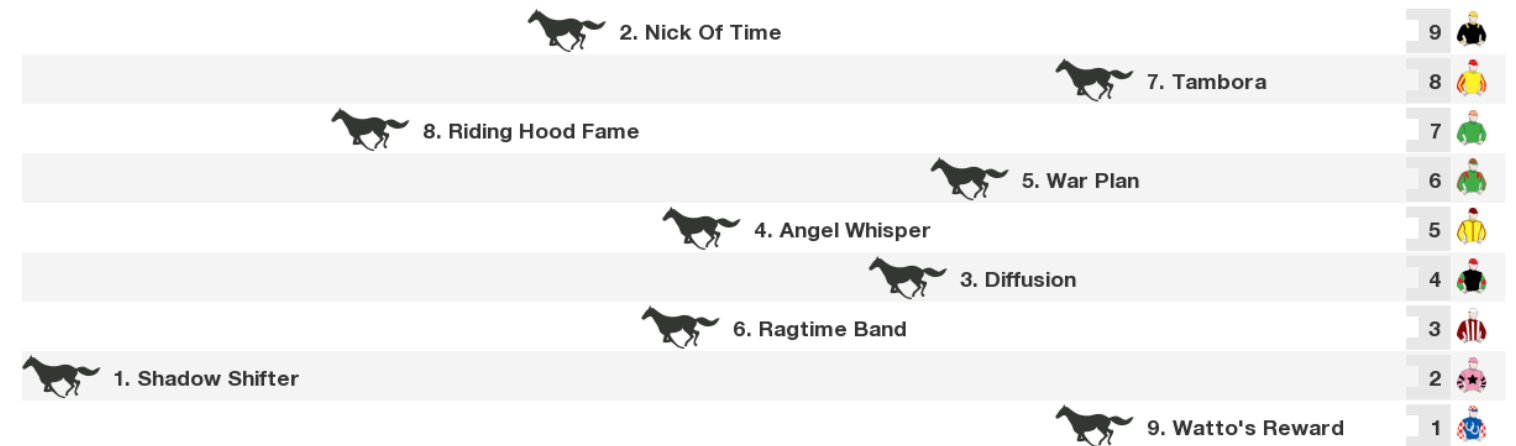 2. Nick Of Time 9
7. Tambora 8
8. Riding Hood Fame 7
5. War Plan 6
4. Angel Whisper 5
3. Diffusion 4
6. Ragtime Band 3
1. Shadow Shifter 2
9. Watto's Reward 1